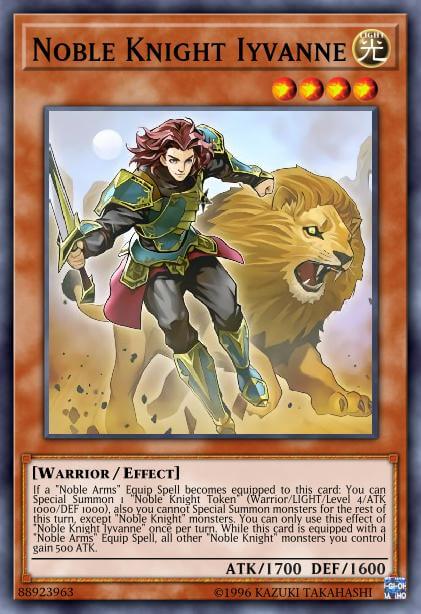 Noble Knight Iyvanne
LIGHT
光
[Warrior / Effect]
If a "Noble Arms" Equip Spell becomes equipped to this card: You can
Special Summon 1 "Noble Knight Token" (Warrior/LIGHT/Level 4/ATK
1000/DEF 1000), also you cannot Special Summon monsters for the rest of
this turn, except "Noble Knight" monsters. You can only use this effect of
"Noble Knight Iyvanne" once per turn. While this card is equipped with a
"Noble Arms" Equip Spell, all other "Noble Knight" monsters you control
gain 500 ATK.
ATK/1700 DEF/1600
88923963
©1996 KAZUKI TAKAHASHI